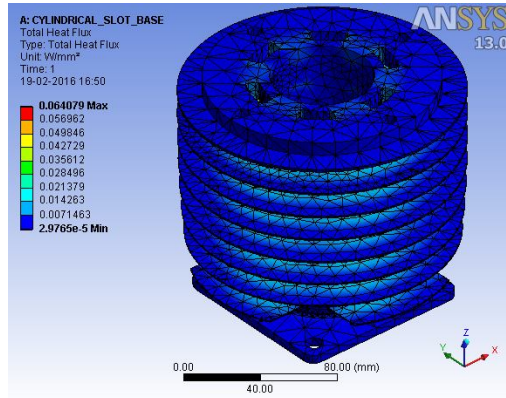 A: CYLINDRICAL_SLOT_BASE
Total Heat Flux
Type: Total Heat Flux
Unit: W/mm²
Time: 1
19-02-2016 16:50
ANSYS
13.0
0.064079 Max
0.056962
0.049846
0.042729
0.035612
0.028496
0.021379
0.014263
0.0071463
2.9765e-5 Min
Z
Y
X
0.00
80.00 (mm)
40.00